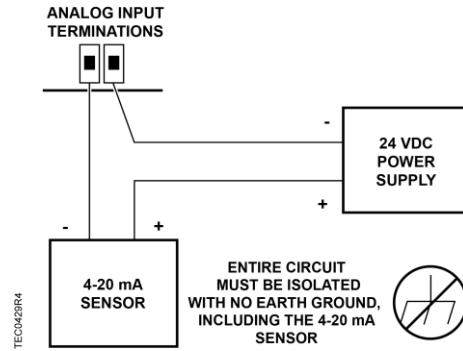 ANALOG INPUT
TERMINATIONS
-
24 VDC
POWER
SUPPLY
+
-
+
4-20 mA
SENSOR
ENTIRE CIRCUIT
MUST BE ISOLATED
WITH NO EARTH GROUND,
INCLUDING THE 4-20 mA
SENSOR
TEC0429R4